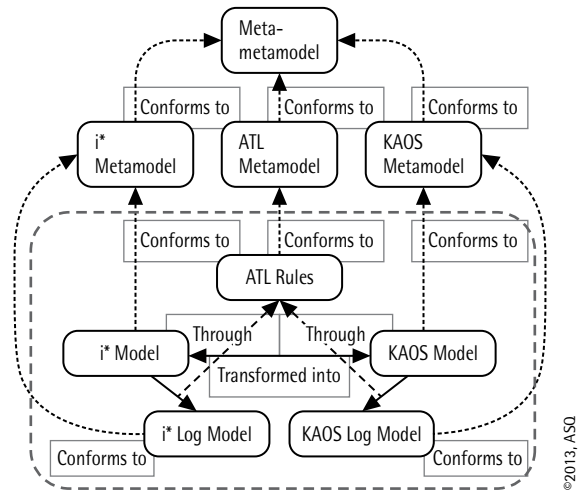 Meta-
metamodel
Conforms to
Conforms to
Conforms to
i*
Metamodel
ATL
Metamodel
KAOS
Metamodel
Conforms to
Conforms to
Conforms to
ATL Rules
Through
Through
i* Model
KAOS Model
Transformed into
i* Log Model
KAOS Log Model
Conforms to
Conforms to
©2013, ASQ